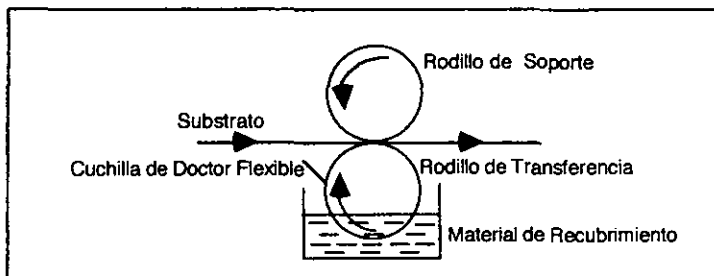 Rodillo de Soporte
Substrato
Cuchilla de Doctor Flexible
Rodillo de Transferencia
Material de Recubrimiento